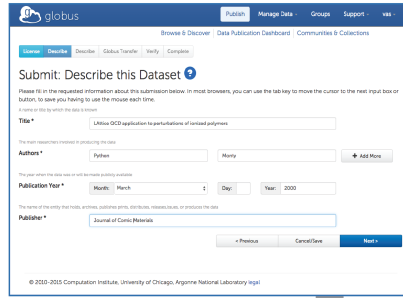 globus
Publish Manage Data Groups Support vas
Browse & Discover Data Publication Dashboard Communities & Collections
License Describe Describe Globus Transfer Verify Complete
Submit: Describe this Dataset ?
Please fill in the requested information about this submission below. In most browsers, you can use the tab key to move the cursor to the next input box or
button, to save you having to use the mouse each time.
A name or title by which the data is known
Title * LAttice QCD application to perturbations of ionized polymers
The main researchers involved in producing the data
Authors * Python Monty + Add More
The year when the data was or will be made publicly available
Publication Year * Month: March Day: Year: 2000
The name of the entity that holds, archives, publishes prints, distributes, releases, issues, or produces the data
Publisher * Journal of Comic Materials
< Previous Cancel/Save Next >
© 2010-2015 Computation Institute, University of Chicago, Argonne National Laboratory legal